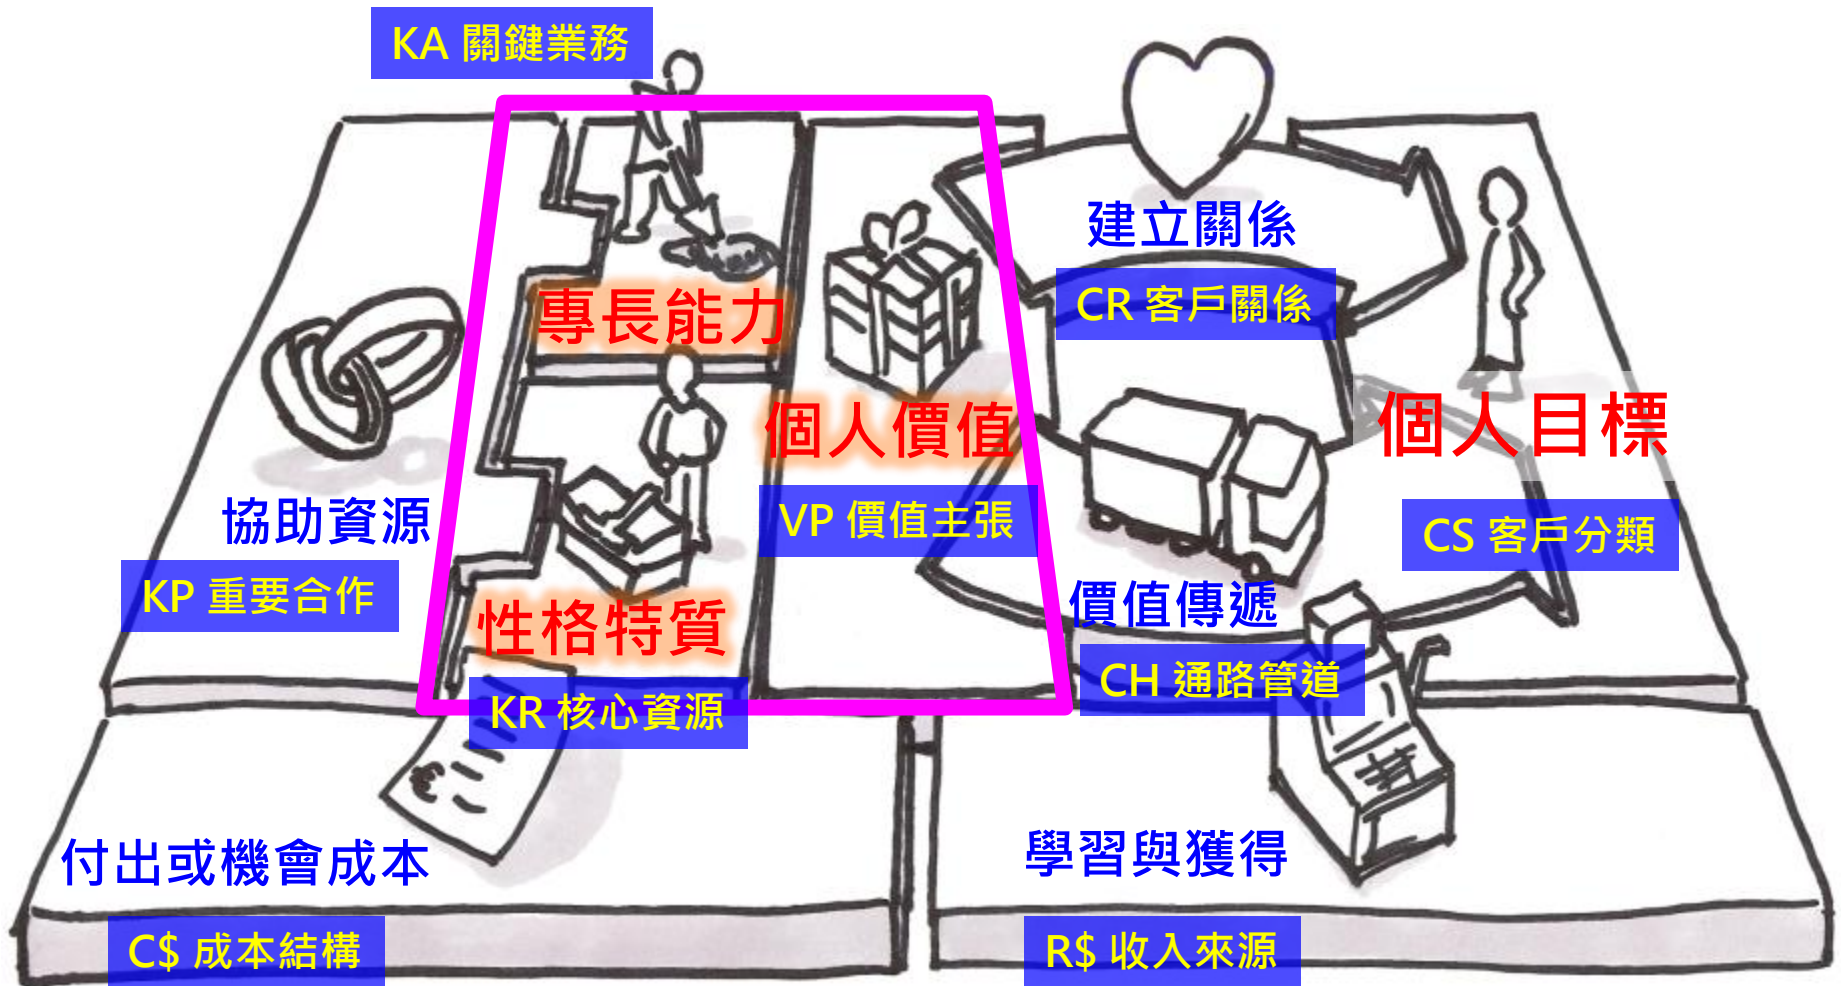 KA 關鍵業務
建立關係
CR 客戶關係
專長能力
個人價值
個人目標
VP 價值主張
CS 客戶分類
協助資源
KP 重要合作
性格特質
KR 核心資源
價值傳遞
CH 通路管道
付出或機會成本
C$ 成本結構
學習與獲得
R$ 收入來源